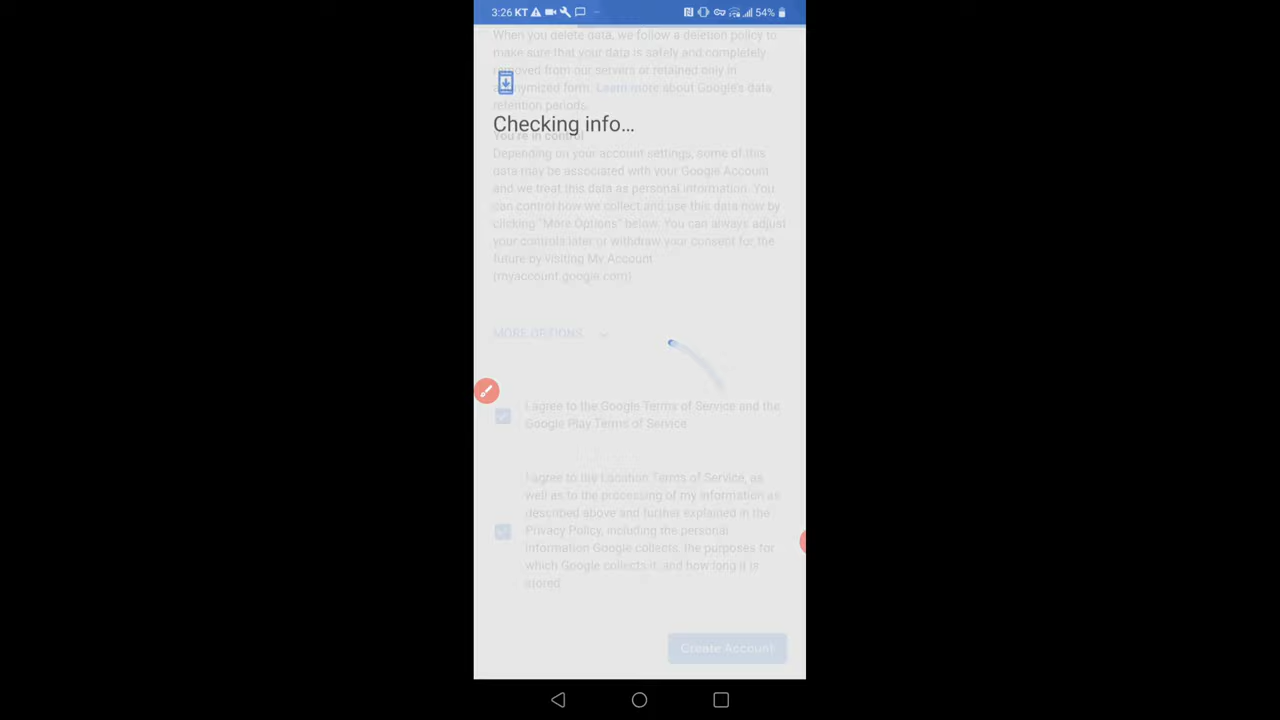 3:26 KT 54%
When you delete data, we follow a deletion policy to
make sure that your data is safely and completely
removed from our servers or retained only in
anonymized form. Learn more about Google's data
retention periods.
Checking info…
You're in control
Depending on your account settings, some of this
data may be associated with your Google Account
and we treat this data as personal information. You
can control how we collect and use this data now by
clicking "More Options" below. You can always adjust
your controls later or withdraw your consent for the
future by visiting My Account
(myaccount.google.com).
MORE OPTIONS
I agree to the Google Terms of Service and the
Google Play Terms of Service
I agree to the Location Terms of Service, as
well as to the processing of my information as
described above and further explained in the
Privacy Policy, including the personal
information Google collects, the purposes for
which Google collects it, and how long it is
stored
Create Account